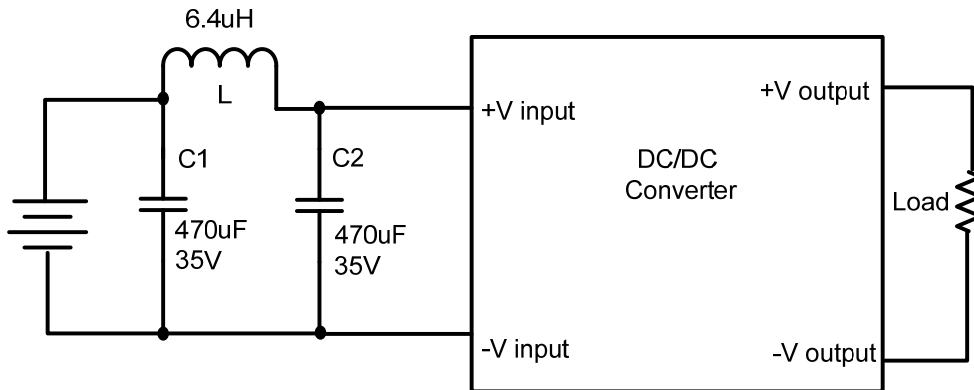 6.4uH
L
C1
470uF
35V
C2
470uF
35V
+V input
-V input
DC/DC
Converter
+V output
-V output
Load